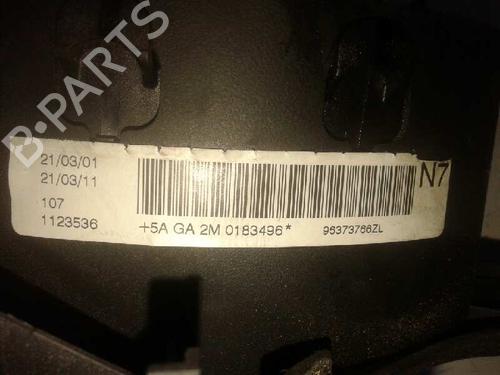 B-PARTS
21/03/01
21/03/11
107
1123536
+5A GA 2M 0183496*
96373766ZL
N7